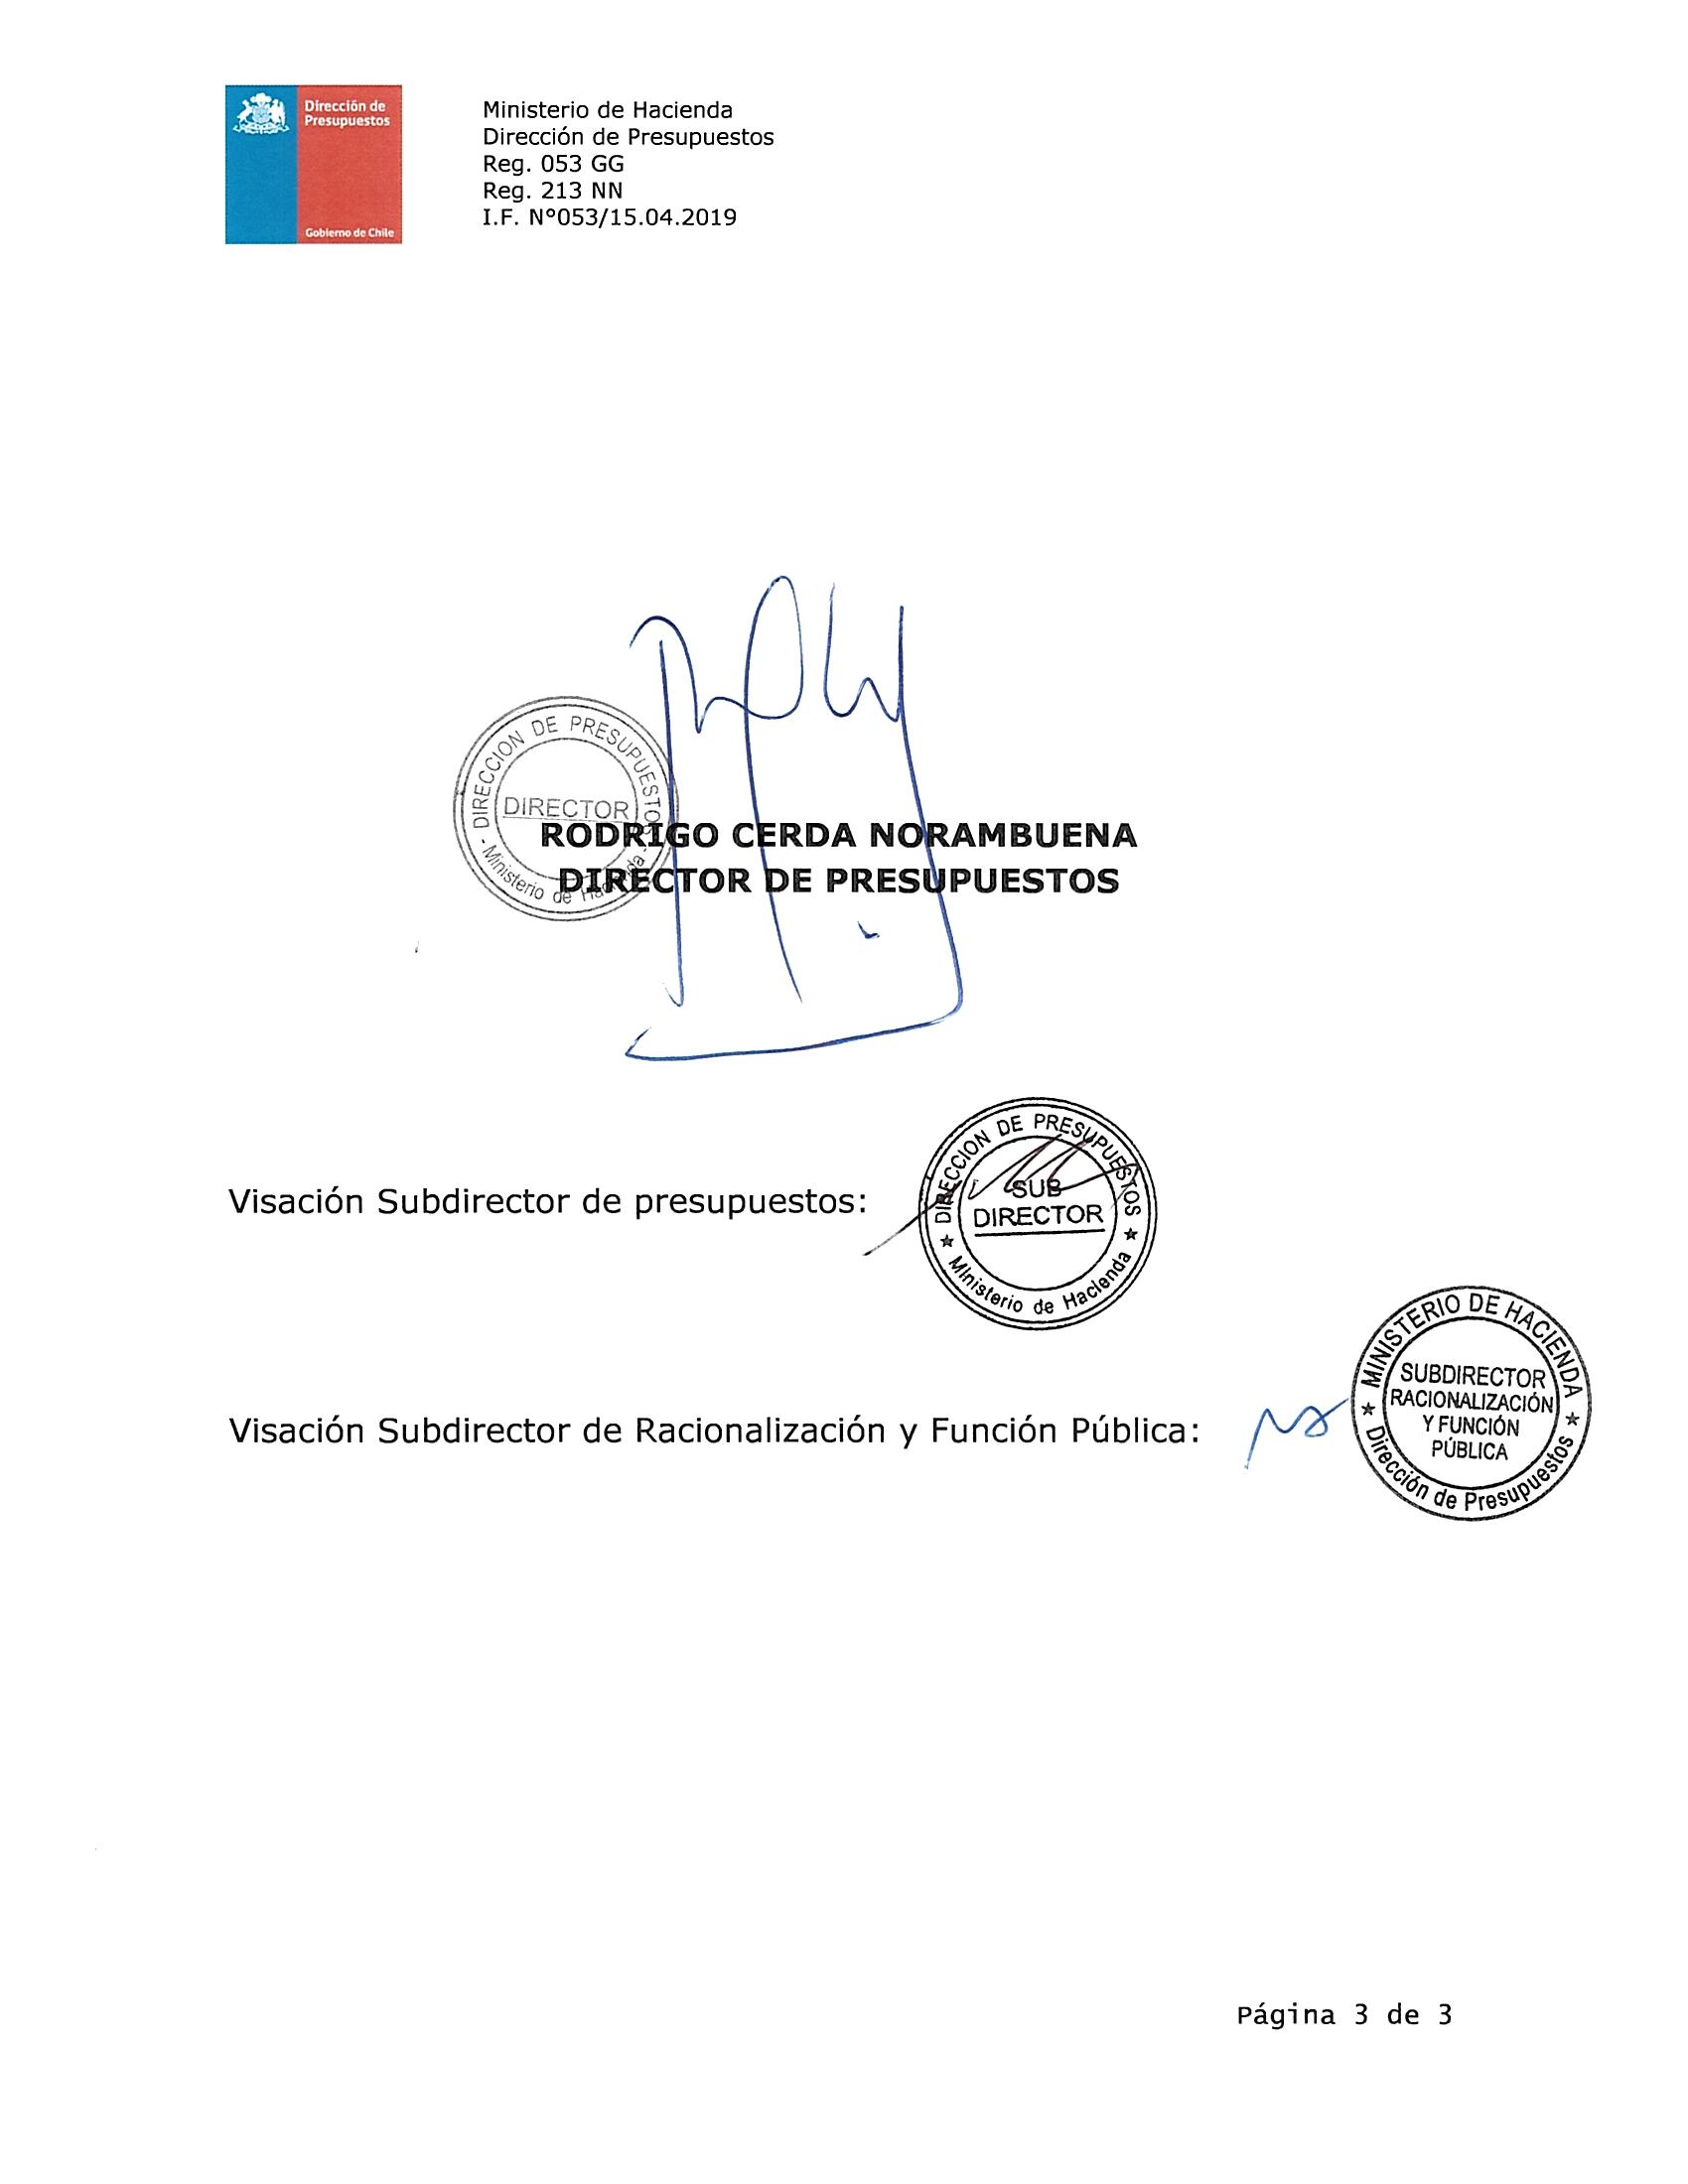 Dirección de
Presupuestos
Gobierno de Chile
Ministerio de Hacienda
Dirección de Presupuestos
Reg. 053 GG
Reg. 213 NN
I.F. N°053/15.04.2019
DIRECCION DE PRESUPUESTOS
DIRECTOR
- Ministerio de Hacienda -
RODRIGO CERDA NORAMBUENA
DIRECTOR DE PRESUPUESTOS
Visación Subdirector de presupuestos:
DIRECCION DE PRESUPUESTOS
SUB
DIRECTOR
★ Ministerio de Hacienda ★
Visación Subdirector de Racionalización y Función Pública:
MINISTERIO DE HACIENDA
SUBDIRECTOR
RACIONALIZACIÓN
Y FUNCIÓN
PÚBLICA
★ Dirección de Presupuestos ★
Página 3 de 3